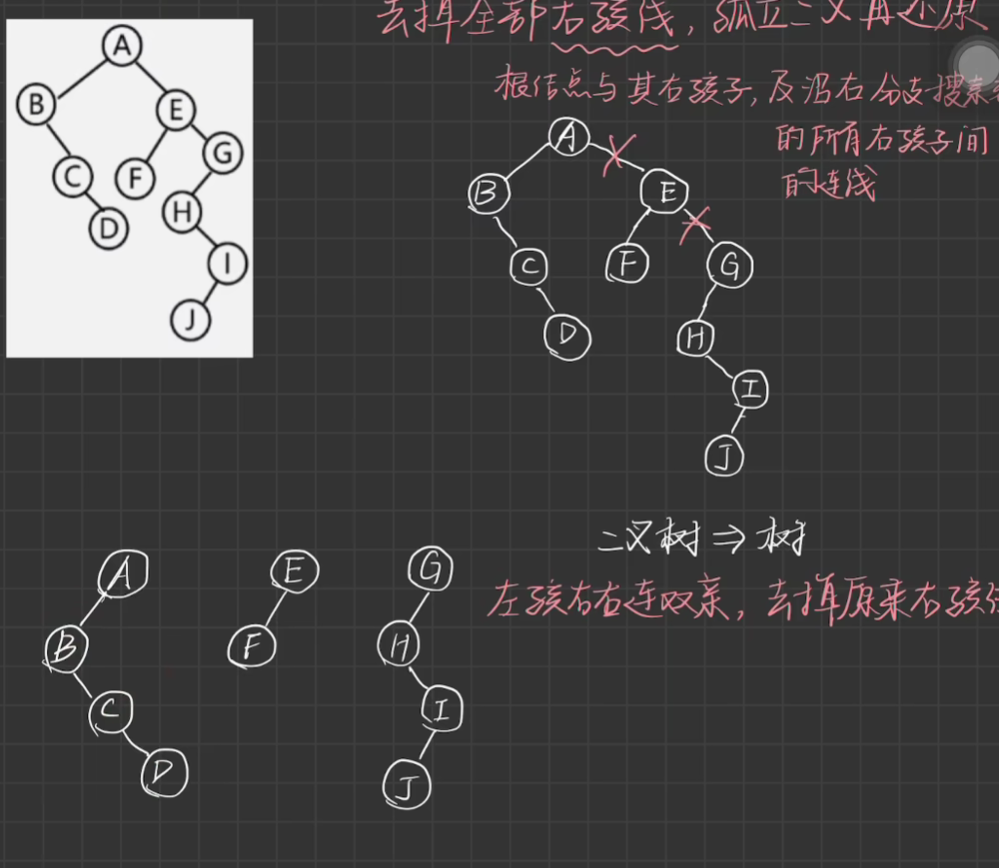 去掉全部右孩线，孤立二叉再还原
根结点与其右孩子，及沿右分支搜索
的所有右孩子间
的连线
A
B E
C F G
D H
I
J
A
B E
C F G
D H
I
J
二叉树⇒树
左孩右右连双亲，去掉原来右孩
A E G
B F H
C I
D J